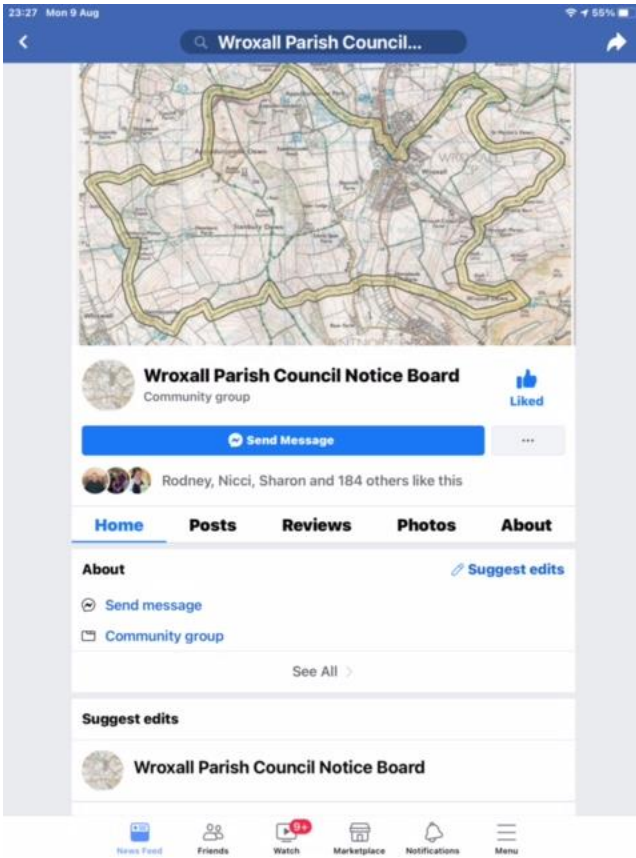 23:27 Mon 9 Aug
55%
Wroxall Parish Council...
Wroxall
Wroxall Parish Council Notice Board
Community group
Liked
Send Message
...
Rodney, Nicci, Sharon and 184 others like this
Home Posts Reviews Photos About
About
Suggest edits
Send message
Community group
See All
Suggest edits
Wroxall Parish Council Notice Board
9+
News Feed Friends Watch Marketplace Notifications Menu